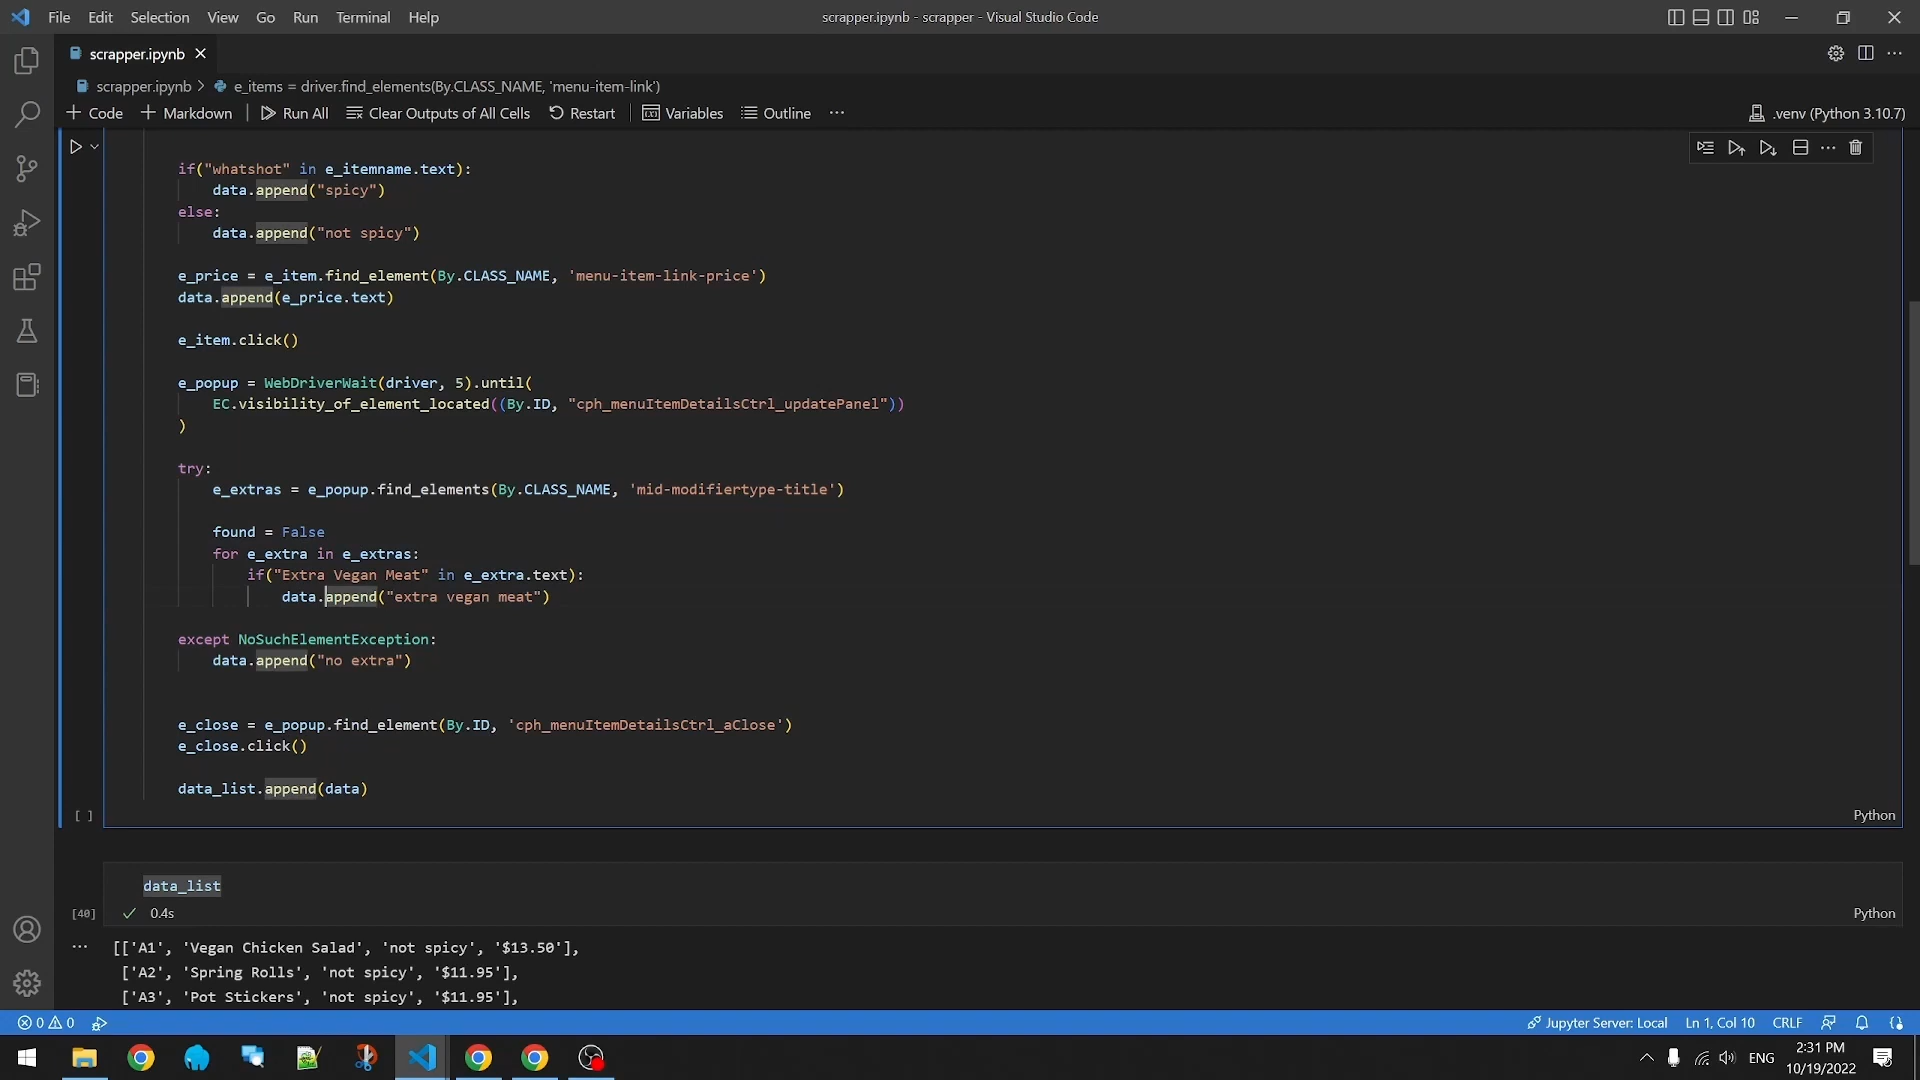 File Edit Selection View Go Run Terminal Help
scrapper.ipynb - scrapper - Visual Studio Code
scrapper.ipynb
scrapper.ipynb > e_items = driver.find_elements(By.CLASS_NAME, 'menu-item-link')
+ Code + Markdown Run All Clear Outputs of All Cells Restart Variables Outline ... .venv (Python 3.10.7)
if("whatshot" in e_itemname.text):
data.append("spicy")
else:
data.append("not spicy")
e_price = e_item.find_element(By.CLASS_NAME, 'menu-item-link-price')
data.append(e_price.text)
e_item.click()
e_popup = WebDriverWait(driver, 5).until(
EC.visibility_of_element_located((By.ID, "cph_menuItemDetailsCtrl_updatePanel"))
)
try:
e_extras = e_popup.find_elements(By.CLASS_NAME, 'mid-modifiertype-title')
found = False
for e_extra in e_extras:
if("Extra Vegan Meat" in e_extra.text):
data.append("extra vegan meat")
except NoSuchElementException:
data.append("no extra")
e_close = e_popup.find_element(By.ID, 'cph_menuItemDetailsCtrl_aClose')
e_close.click()
data_list.append(data)
[ ]
Python
data_list
[40] 0.4s
Python
... [['A1', 'Vegan Chicken Salad', 'not spicy', '$13.50'],
['A2', 'Spring Rolls', 'not spicy', '$11.95'],
['A3', 'Pot Stickers', 'not spicy', '$11.95'],
0 0
Jupyter Server: Local Ln 1, Col 10 CRLF
ENG
2:31 PM
10/19/2022